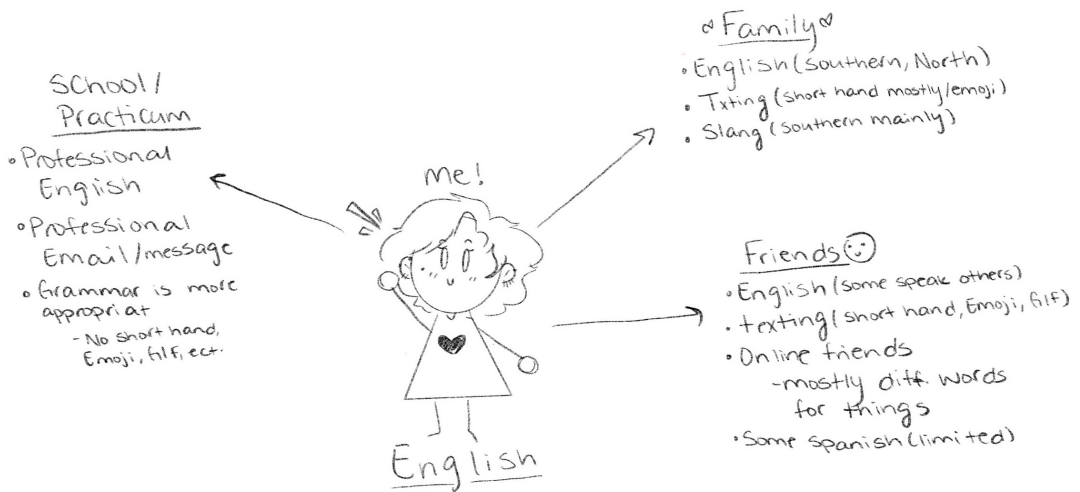 School/
Practicum
• Professional
English
• Professional
Email/message
• Grammar is more
appropriat
- No short hand,
Emoji, GIF, ect.
me!
English
Family
• English (Southern, North)
• Txting (short hand mostly/emoji)
• Slang (Southern mainly)
Friends
• English (some speak others)
• texting (short hand, Emoji, GIF)
• Online friends
- mostly diff. words
for things
• Some spanish (limited)